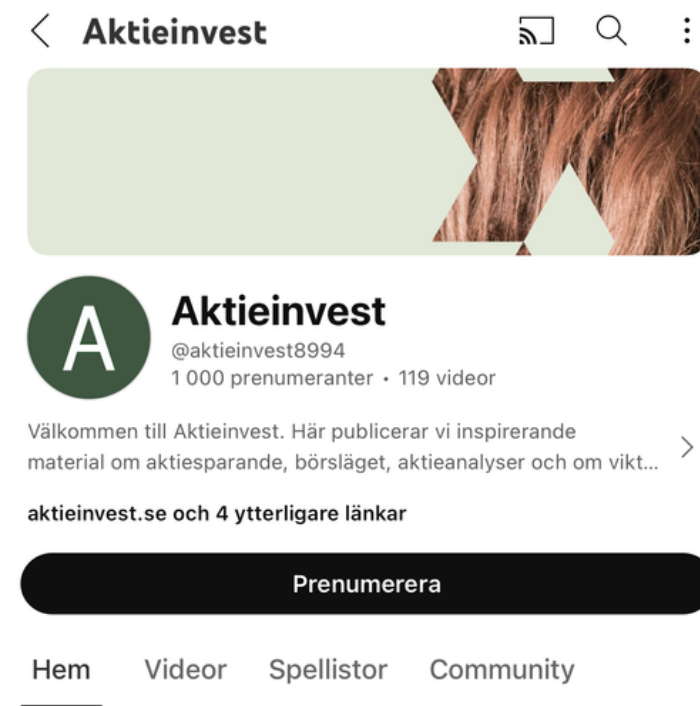 Aktieinvest
A
Aktieinvest
@aktieinvest8994
1 000 prenumeranter • 119 videor
Välkommen till Aktieinvest. Här publicerar vi inspirerande
material om aktiesparande, börsläget, aktieanalyser och om vikt...
aktieinvest.se och 4 ytterligare länkar
Prenumerera
Hem Videor Spellistor Community